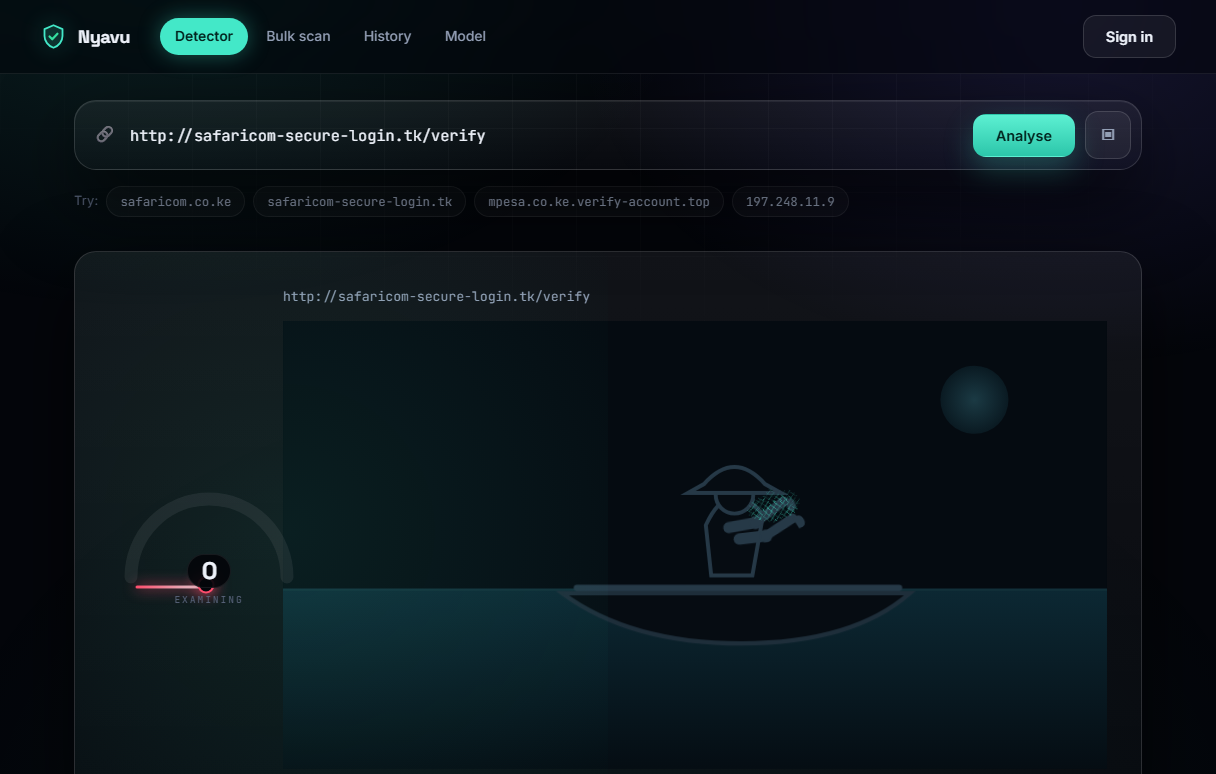 Nyavu
Detector
Bulk scan
History
Model
Sign in
http://safaricom-secure-login.tk/verify
Analyse
Try:
safaricom.co.ke
safaricom-secure-login.tk
mpesa.co.ke.verify-account.top
197.248.11.9
http://safaricom-secure-login.tk/verify
0
EXAMINING